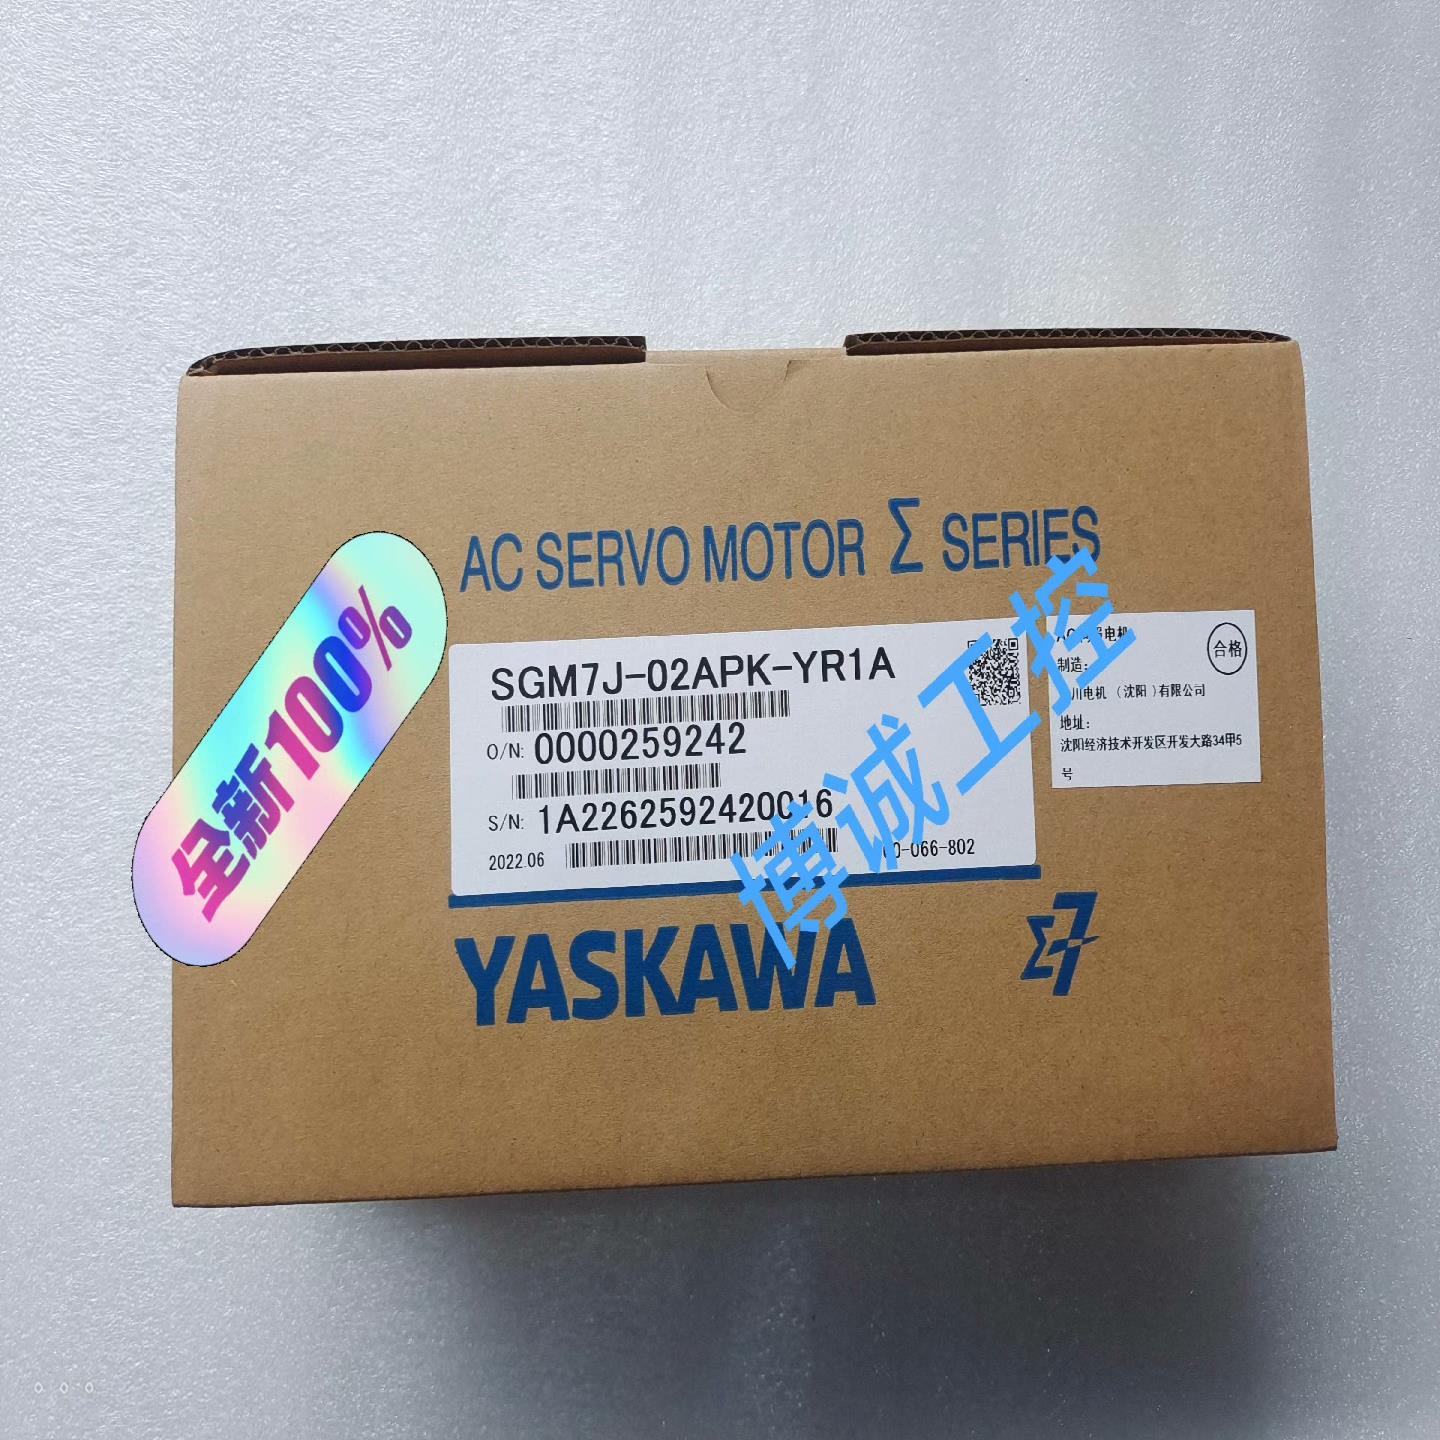 AC SERVO MOTOR Σ SERIES
全新100%
SGM7J-02APK-YR1A
O/N: 0000259242
S/N: 1A2262592420016
2022.06
0-066-802
电机
合格
制造:
川电机（沈阳）有限公司
地址:
沈阳经济技术开发区开发大路34甲5
号
博诚工控
YASKAWA
Σ7